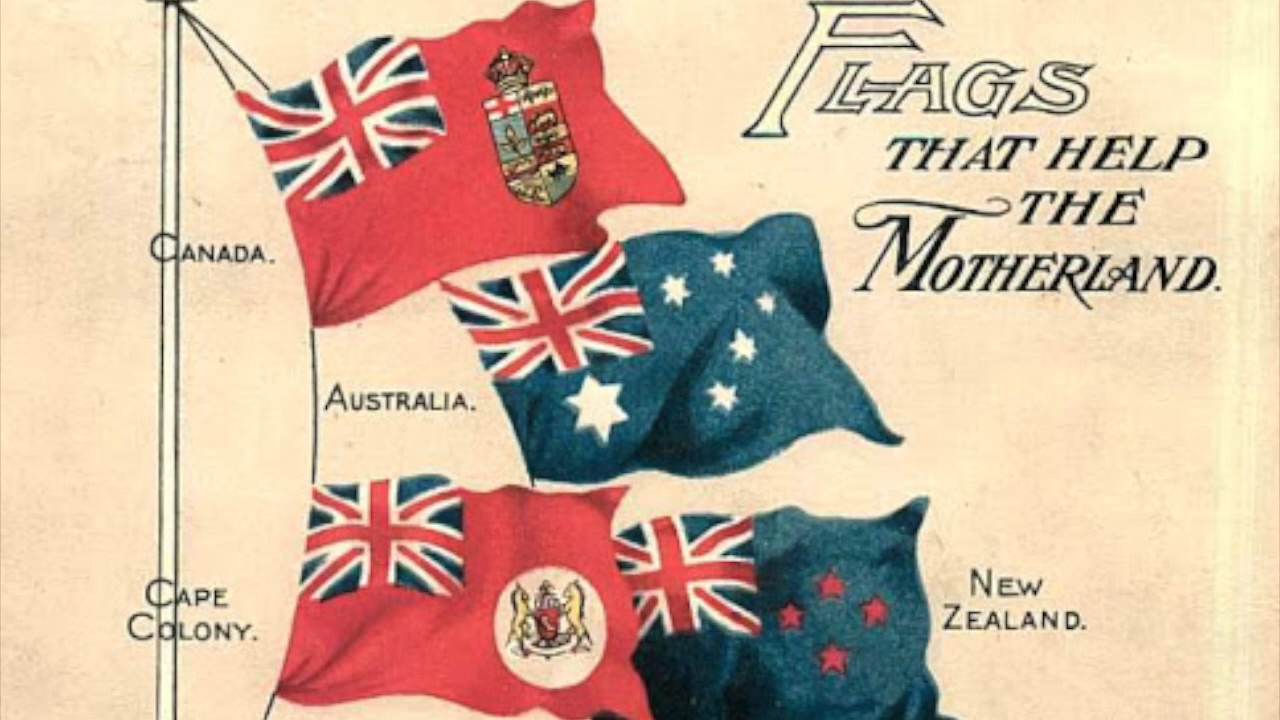 FLAGS
THAT HELP
THE
MOTHERLAND.
CANADA.
AUSTRALIA.
CAPE
COLONY.
NEW
ZEALAND.